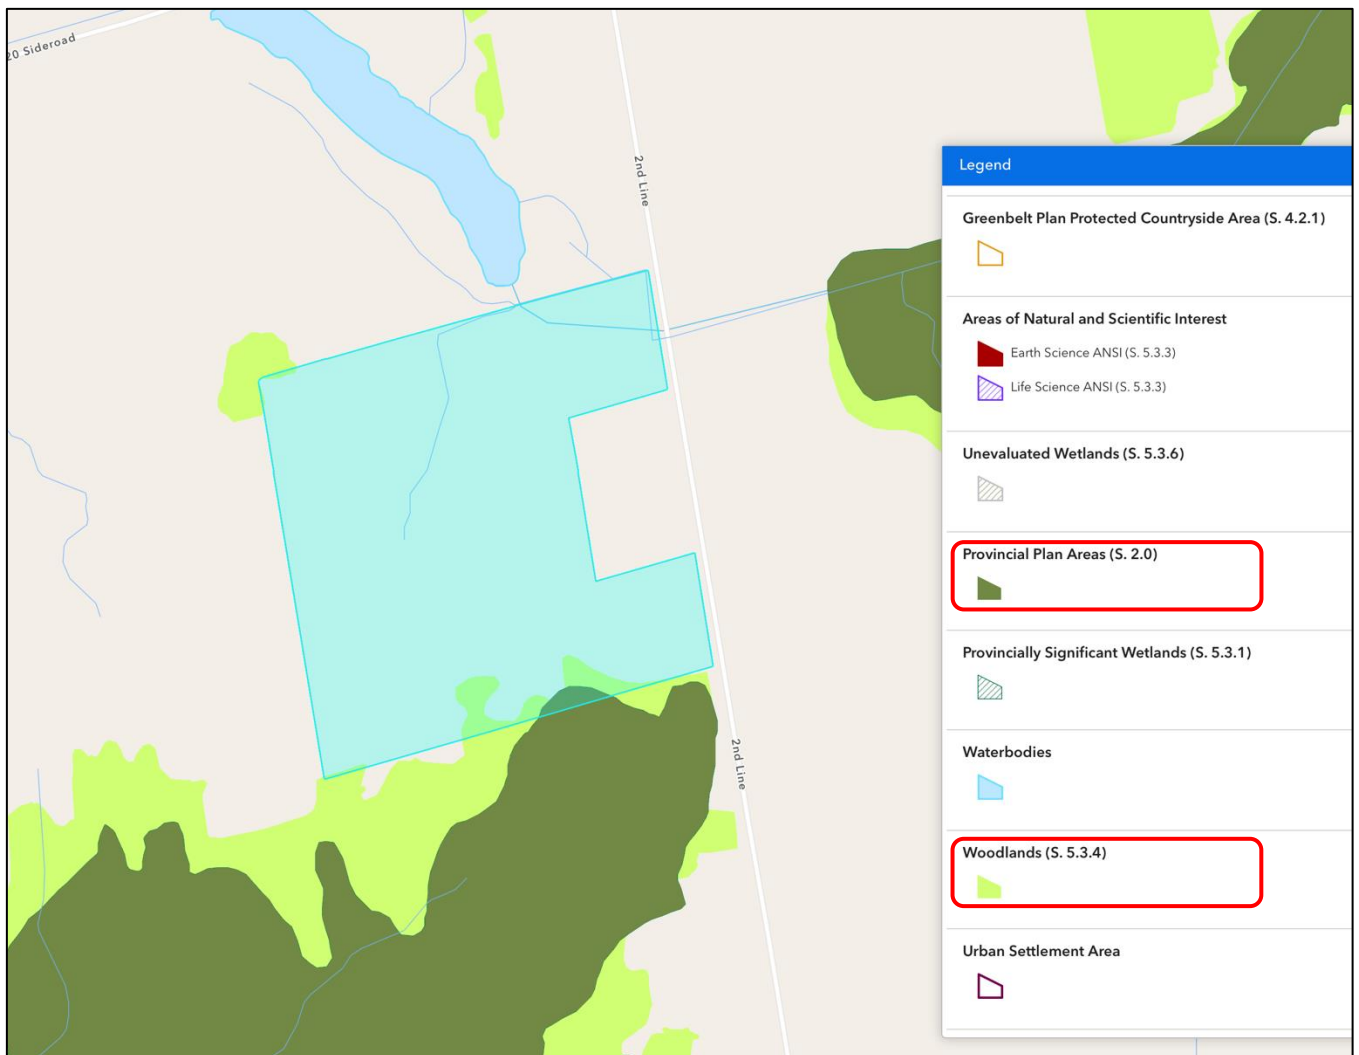 20 Sideroad
2nd Line
2nd Line
Legend
Greenbelt Plan Protected Countryside Area (S. 4.2.1)
Areas of Natural and Scientific Interest
Earth Science ANSI (S. 5.3.3)
Life Science ANSI (S. 5.3.3)
Unevaluated Wetlands (S. 5.3.6)
Provincial Plan Areas (S. 2.0)
Provincially Significant Wetlands (S. 5.3.1)
Waterbodies
Woodlands (S. 5.3.4)
Urban Settlement Area